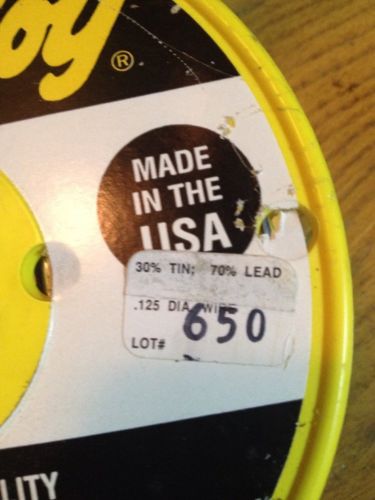 oy®
MADE
IN THE
USA
30% TIN; 70% LEAD
.125 DIA WIRE
650
LOT#
LITY